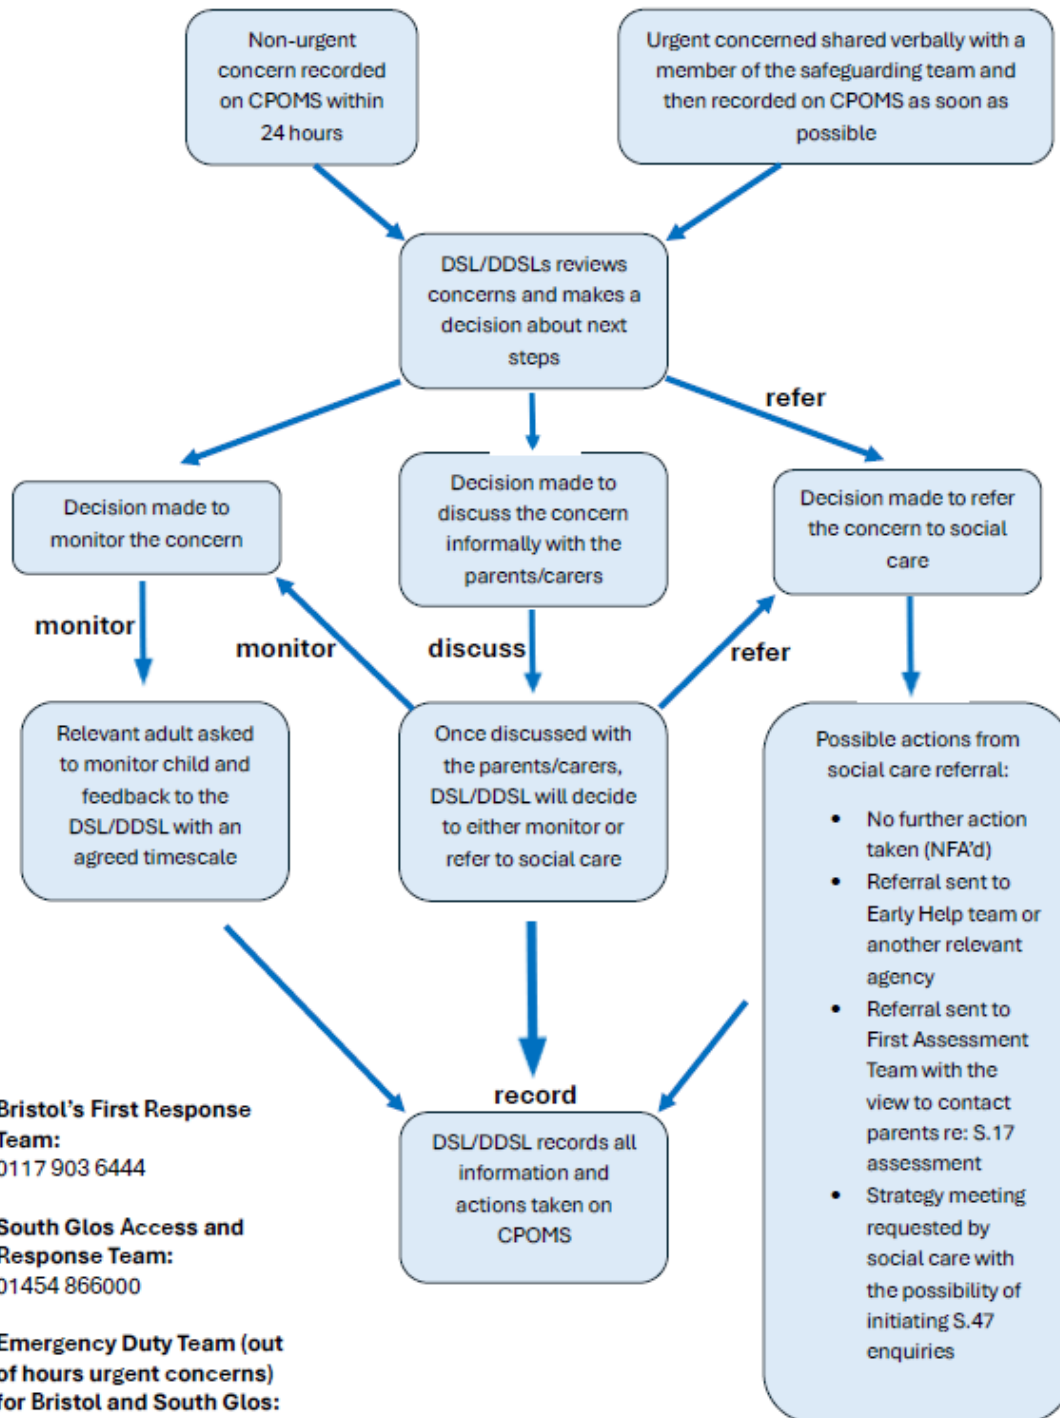 Non-urgent
concern recorded
on CPOMS within
24 hours
Urgent concerned shared verbally with a
member of the safeguarding team and
then recorded on CPOMS as soon as
possible
DSL/DDSLs reviews
concerns and makes a
decision about next
steps
refer
Decision made to
monitor the concern
Decision made to
discuss the concern
informally with the
parents/carers
Decision made to refer
the concern to social
care
monitor
monitor
discuss
refer
Relevant adult asked
to monitor child and
feedback to the
DSL/DDSL with an
agreed timescale
Once discussed with
the parents/carers,
DSL/DDSL will decide
to either monitor or
refer to social care
Possible actions from
social care referral:
• No further action
taken (NFA'd)
• Referral sent to
Early Help team or
another relevant
agency
• Referral sent to
First Assessment
Team with the
view to contact
parents re: S.17
assessment
• Strategy meeting
requested by
social care with
the possibility of
initiating S.47
enquiries
record
DSL/DDSL records all
information and
actions taken on
CPOMS
Bristol's First Response
Team:
0117 903 6444
South Glos Access and
Response Team:
01454 866000
Emergency Duty Team (out
of hours urgent concerns)
for Bristol and South Glos: